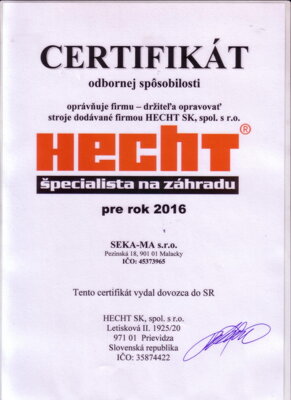 CERTIFIKÁT
odbornej spôsobilosti
oprávňuje firmu – držiteľa opravovať
stroje dodávané firmou HECHT SK, spol. s r.o.
HECHT®
špecialista na záhradu
pre rok 2016
SEKA-MA s.r.o.
Pezinská 18, 901 01 Malacky
IČO: 45373965
Tento certifikát vydal dovozca do SR
HECHT SK, spol. s r.o.
Letisková II. 1925/20
971 01 Prievidza
Slovenská republika
IČO: 35874422